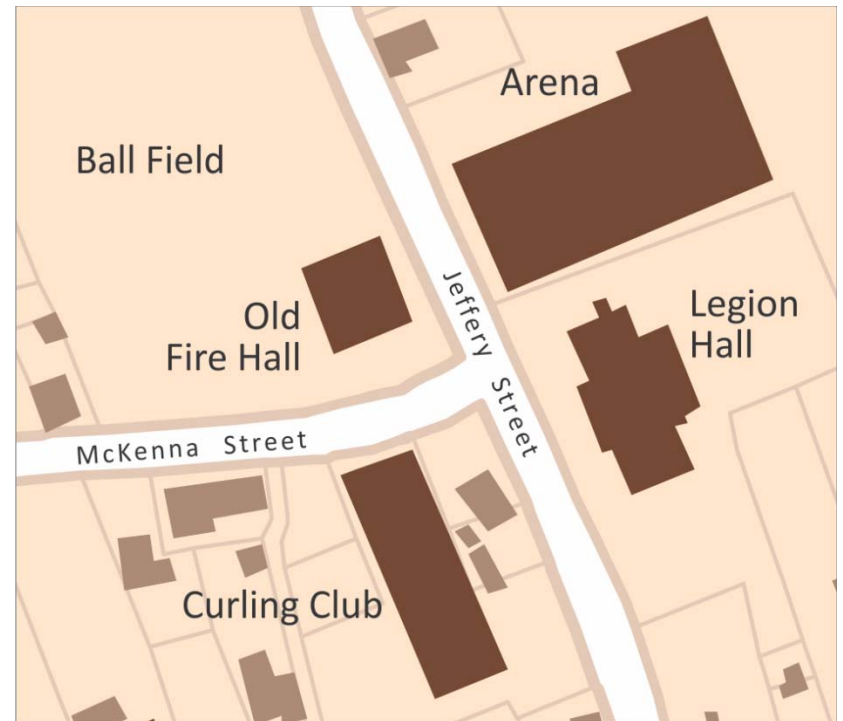 Arena
Ball Field
Jeffery Street
Old
Fire Hall
Legion
Hall
McKenna Street
Curling Club